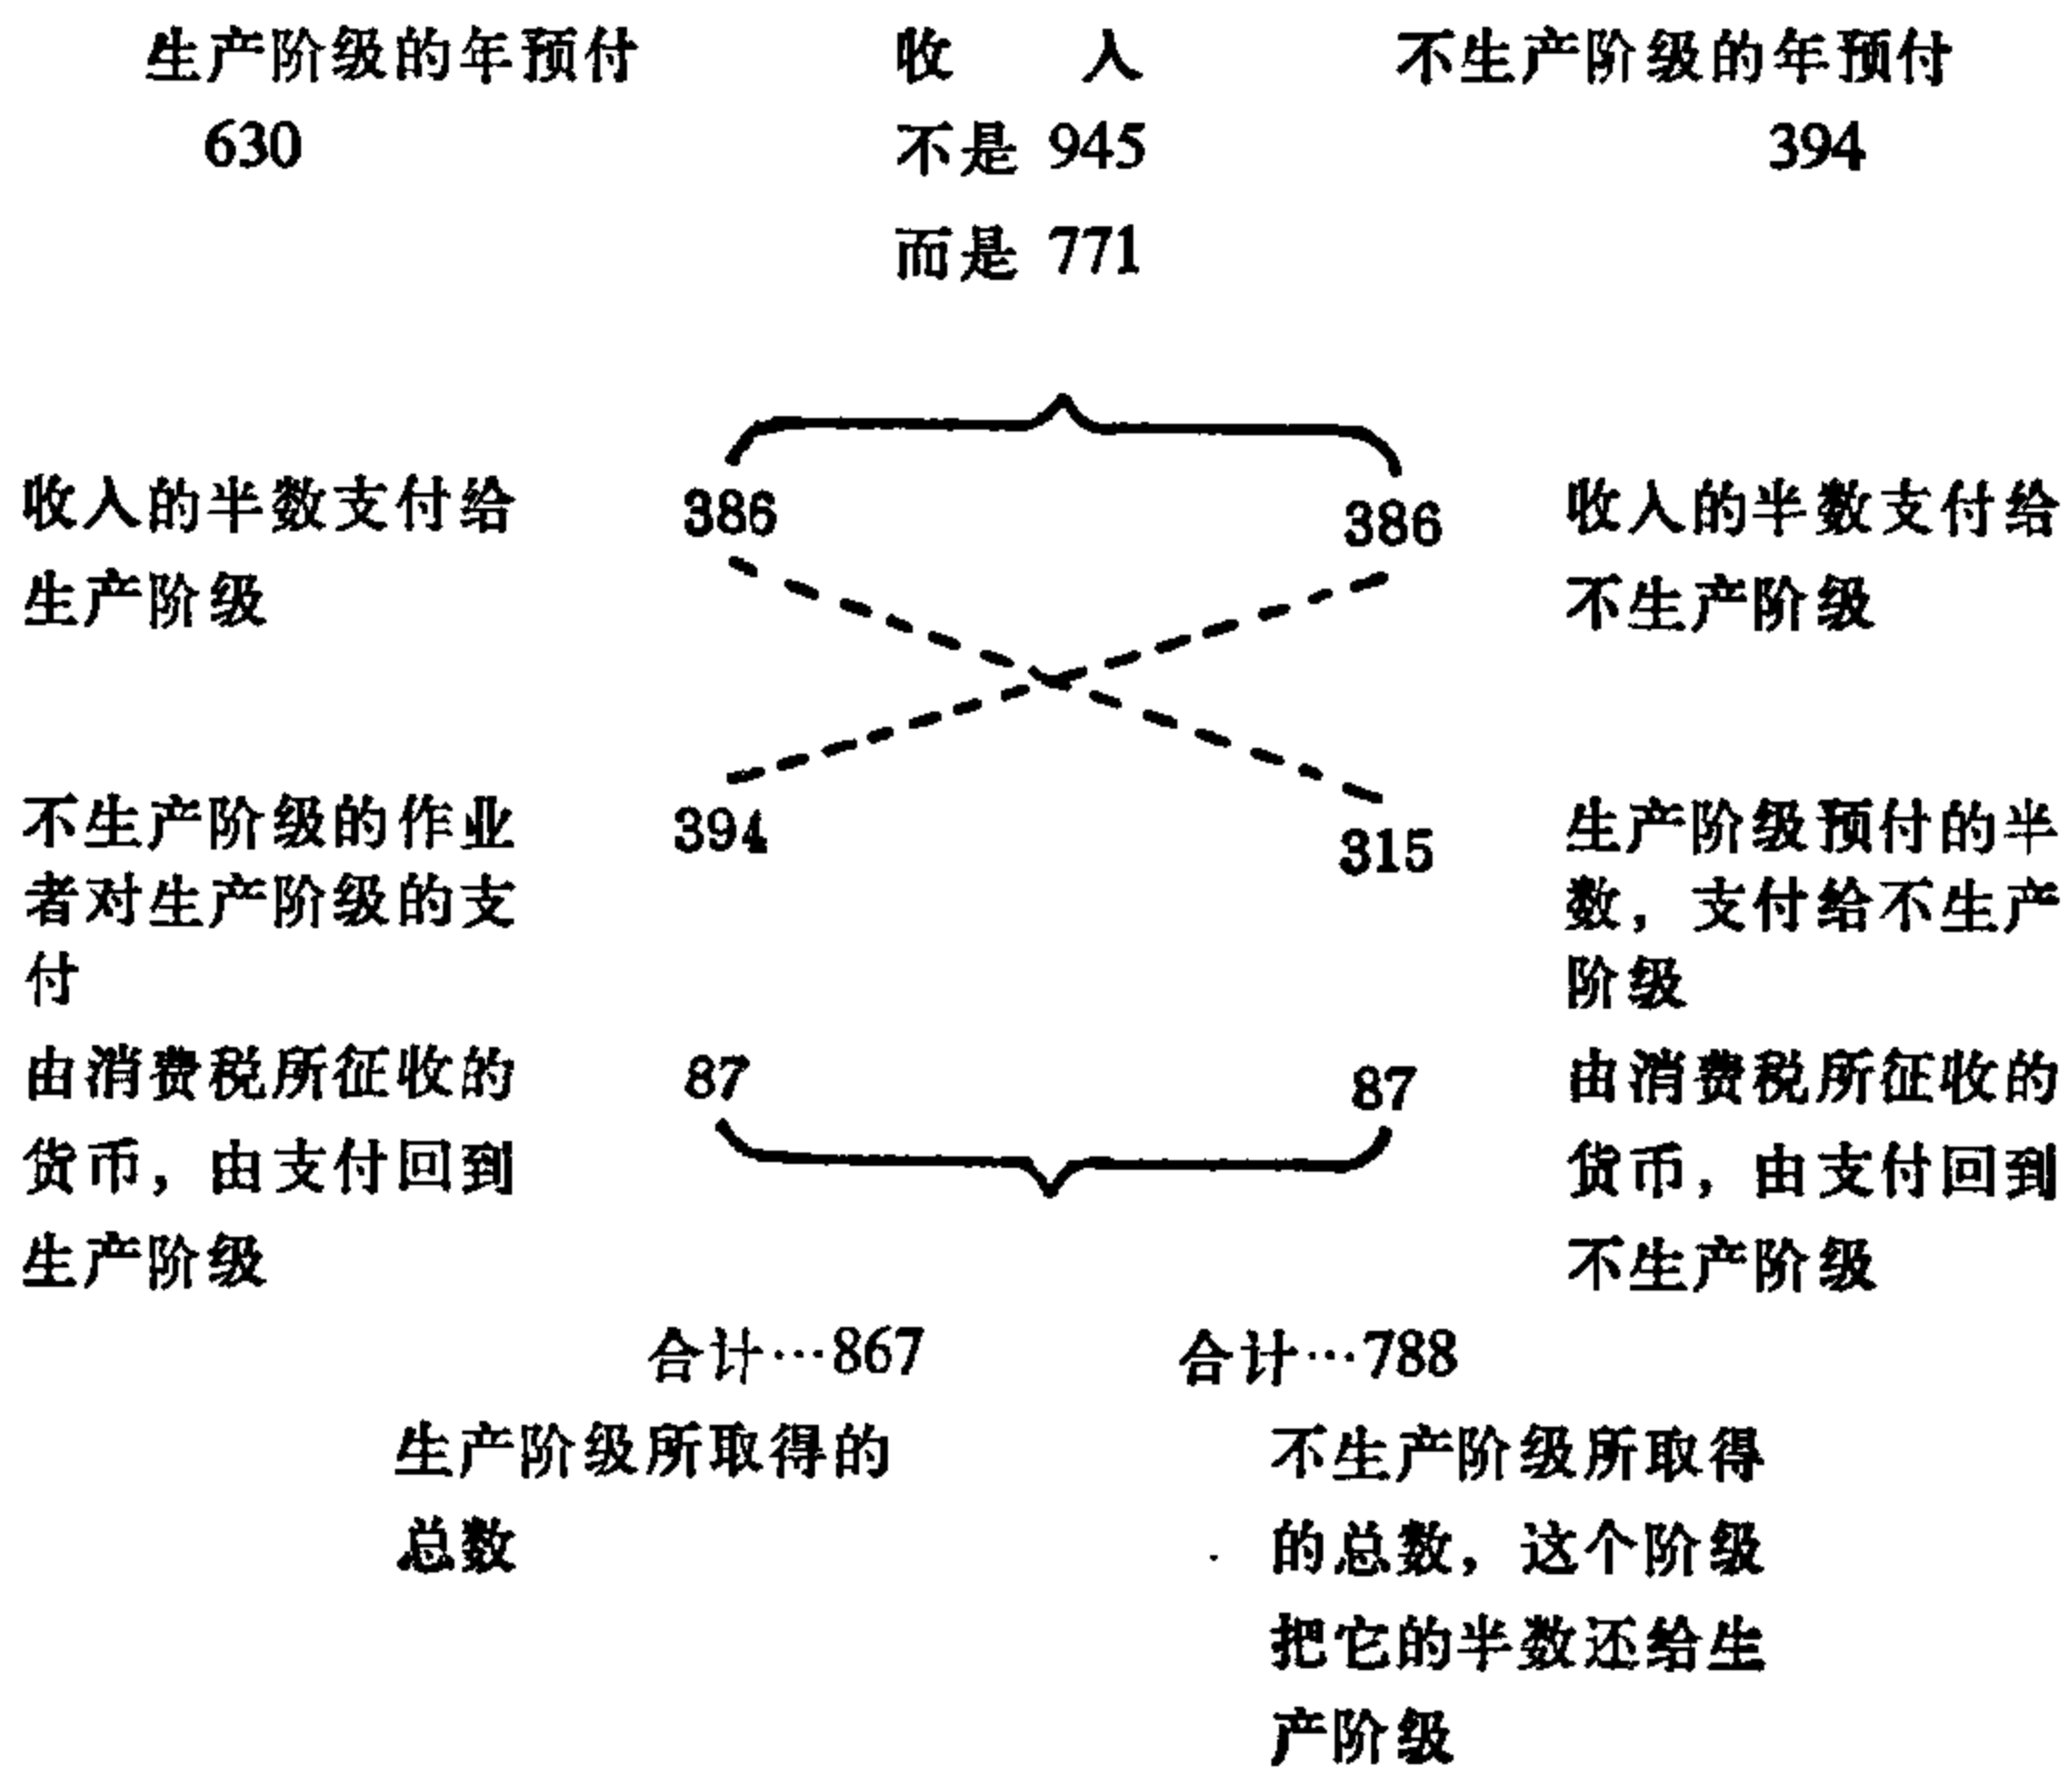 生产阶级的年预付 收 入 不生产阶级的年预付
630 不是 945 394
而是 771
收入的半数支付给 386 386 收入的半数支付给
生产阶级 不生产阶级
不生产阶级的作业 394 315 生产阶级预付的半
者对生产阶级的支 数，支付给不生产
付 阶级
由消费税所征收的 87 87 由消费税所征收的
货币，由支付回到 货币，由支付回到
生产阶级 不生产阶级
合计…867 合计…788
生产阶级所取得的 不生产阶级所取得
总数 的总数，这个阶级
把它的半数还给生
产阶级